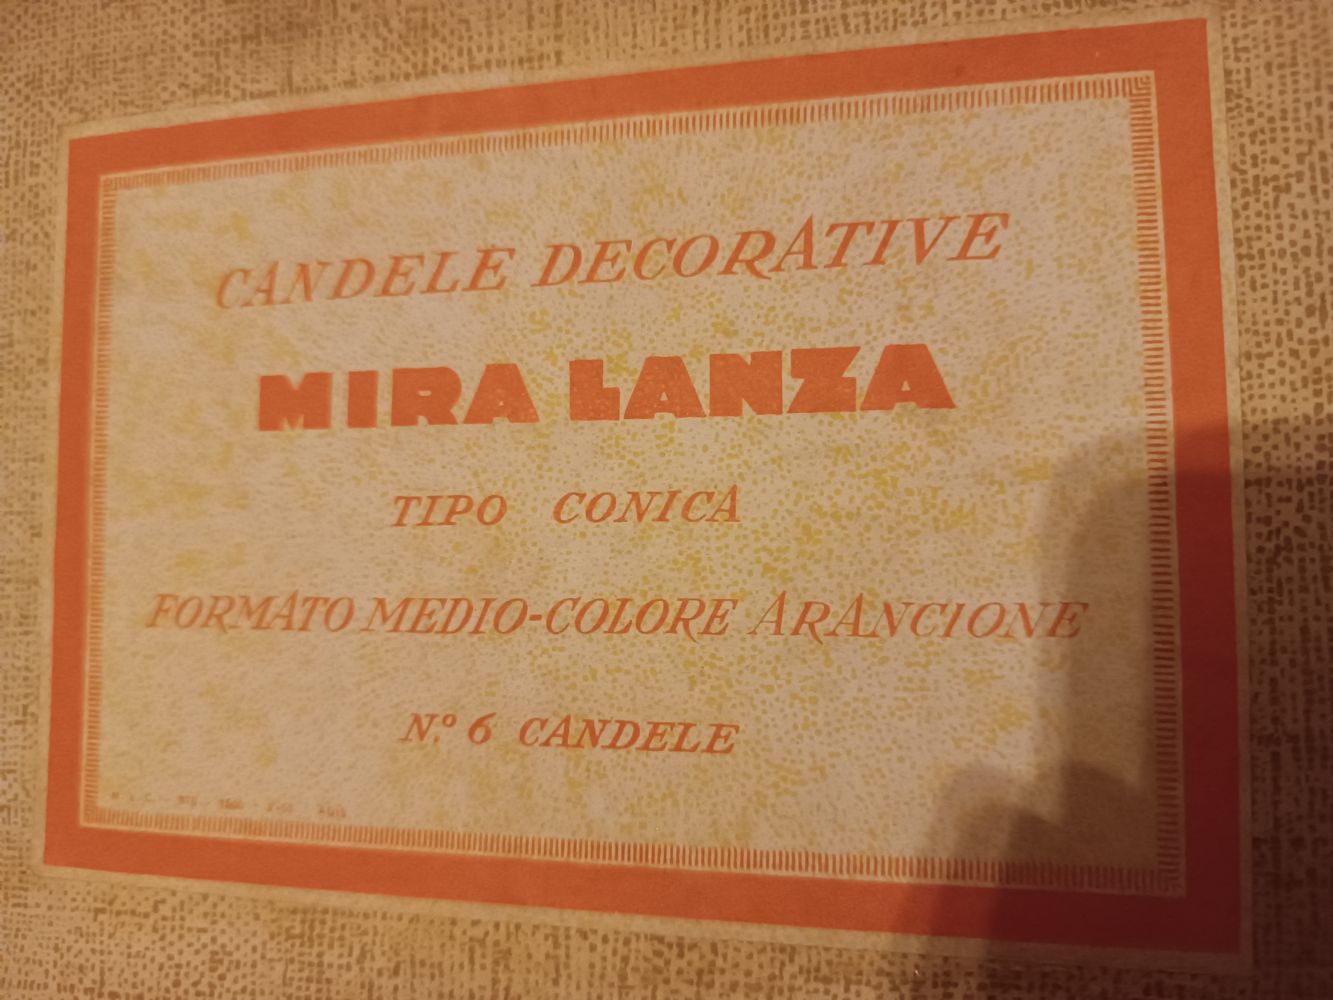 CANDELE DECORATIVE
MIRA LANZA
TIPO CONICA
FORMATO MEDIO-COLORE ARANCIONE
N.º 6 CANDELE